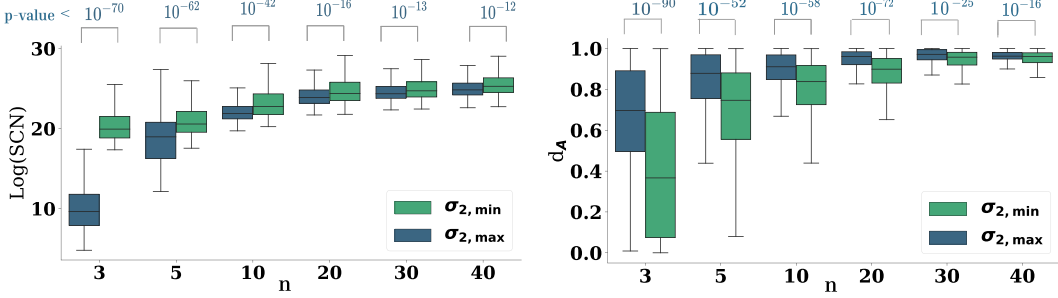 p-value < 10⁻⁷⁰ 10⁻⁶² 10⁻⁴² 10⁻¹⁶ 10⁻¹³ 10⁻¹²
30
20
10
Log(SCN)
σ₂,min
σ₂,max
3 5 10 20 30 40
n
10⁻⁹⁰ 10⁻⁵² 10⁻⁵⁸ 10⁻⁷² 10⁻²⁵ 10⁻¹⁶
1.0
0.8
0.6
0.4
0.2
0.0
d_A
σ₂,min
σ₂,max
3 5 10 20 30 40
n